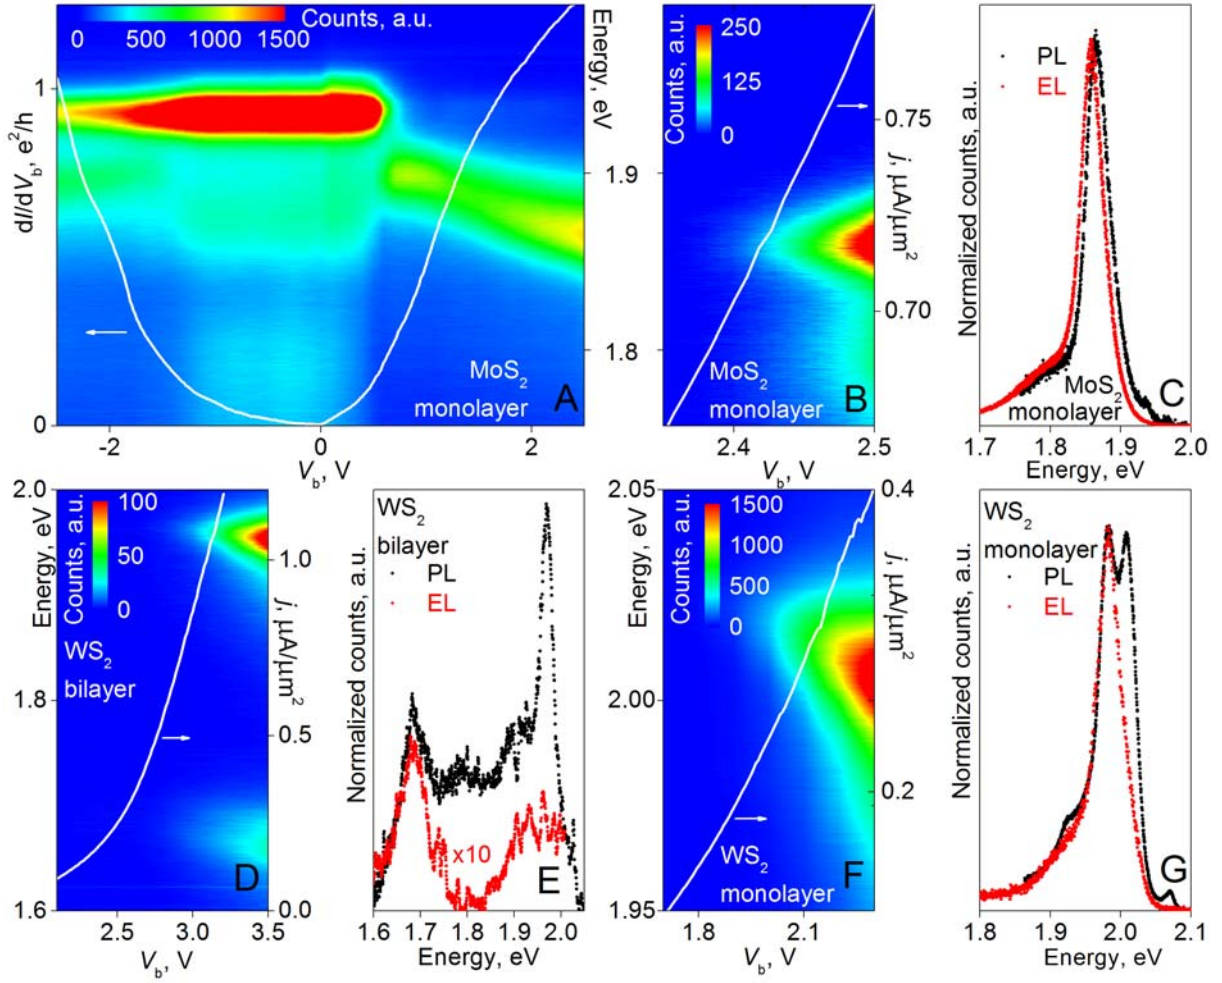 Counts, a.u.
0 500 1000 1500
dI/dVb, e²/h
1
0
Energy, eV
1.9
1.8
MoS₂
monolayer
A
-2 0 2
Vb, V
Counts, a.u.
250
125
0
0.75
j, µA/µm²
0.70
MoS₂
monolayer
B
2.4 2.5
Vb, V
Normalized counts, a.u.
PL
EL
MoS₂
monolayer
C
1.7 1.8 1.9 2.0
Energy, eV
Energy, eV
2.0
1.8
1.6
Counts, a.u.
100
50
0
WS₂
bilayer
1.0
j, µA/µm²
0.5
0.0
D
2.5 3.0 3.5
Vb, V
Normalized counts, a.u.
WS₂
bilayer
PL
EL
x10
E
1.6 1.7 1.8 1.9 2.0
Energy, eV
Energy, eV
2.05
2.00
1.95
Counts, a.u.
1500
1000
500
0
0.4
j, µA/µm²
0.2
WS₂
monolayer
F
1.8 2.1
Vb, V
Normalized counts, a.u.
WS₂
monolayer
PL
EL
G
1.8 1.9 2.0 2.1
Energy, eV